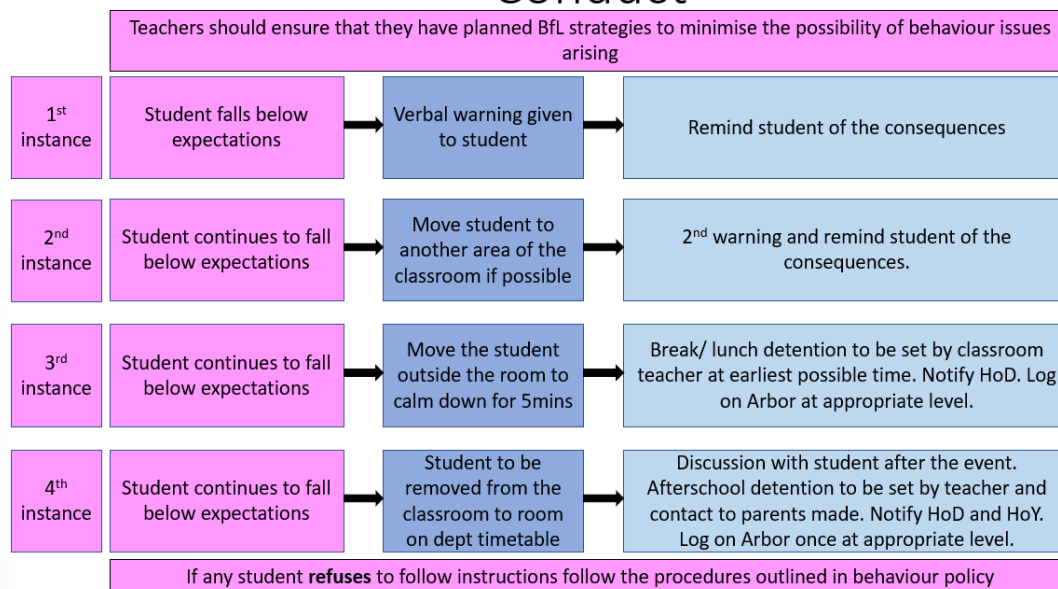 Teachers should ensure that they have planned BfL strategies to minimise the possibility of behaviour issues
arising
1st
instance
Student falls below
expectations
Verbal warning given
to student
Remind student of the consequences
2nd
instance
Student continues to fall
below expectations
Move student to
another area of the
classroom if possible
2nd warning and remind student of the
consequences.
3rd
instance
Student continues to fall
below expectations
Move the student
outside the room to
calm down for 5mins
Break/ lunch detention to be set by classroom
teacher at earliest possible time. Notify HoD. Log
on Arbor at appropriate level.
4th
instance
Student continues to fall
below expectations
Student to be
removed from the
classroom to room
on dept timetable
Discussion with student after the event.
Afterschool detention to be set by teacher and
contact to parents made. Notify HoD and HoY.
Log on Arbor once at appropriate level.
If any student refuses to follow instructions follow the procedures outlined in behaviour policy